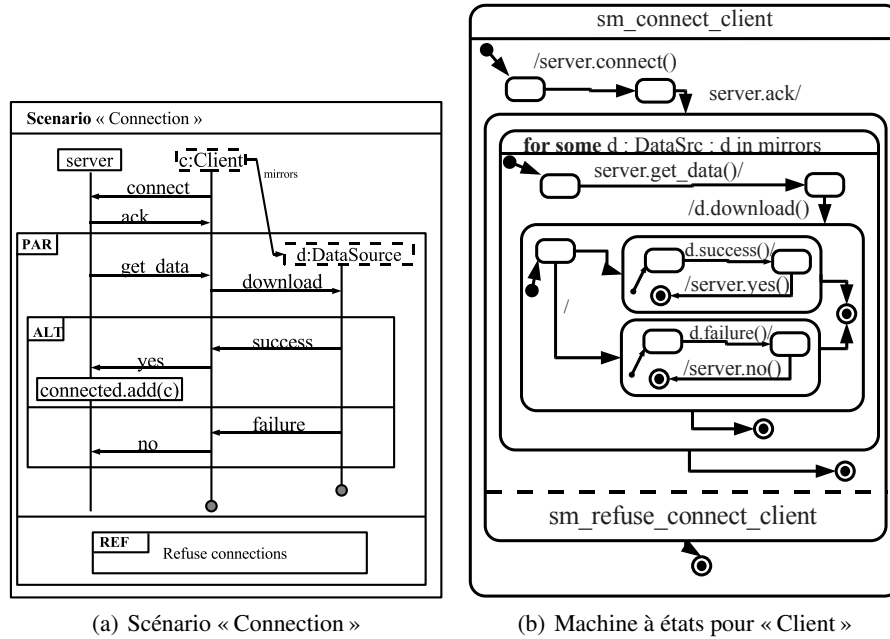 Scenario « Connection »
server
c:Client
mirrors
connect
ack
PAR
d:DataSource
get_data
download
ALT
success
yes
connected.add(c)
failure
no
REF
Refuse connections
(a) Scénario « Connection »
sm_connect_client
/server.connect()
server.ack/
for some d : DataSrc : d in mirrors
server.get_data()/
/d.download()
d.success()/
/server.yes()
/
d.failure()/
/server.no()
sm_refuse_connect_client
(b) Machine à états pour « Client »